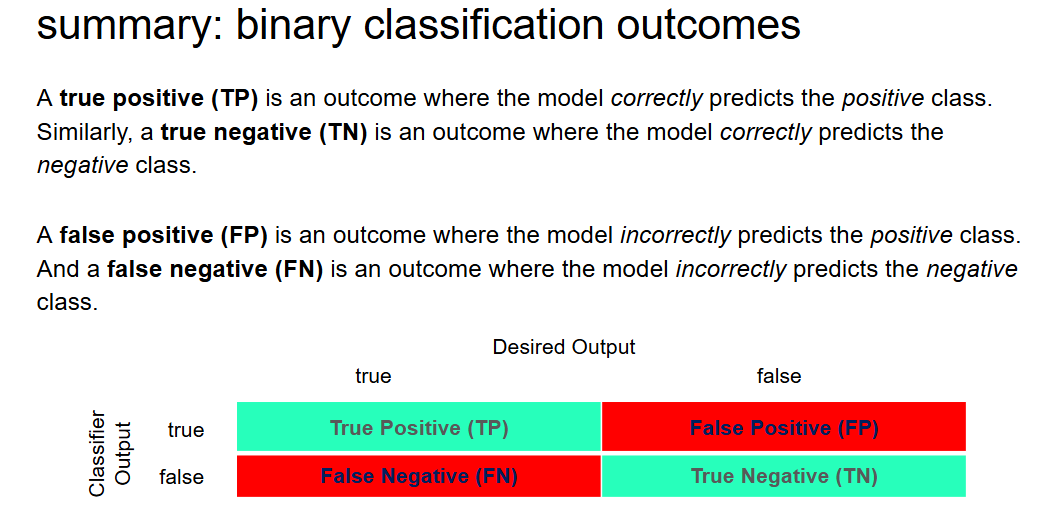 summary: binary classification outcomes
A true positive (TP) is an outcome where the model correctly predicts the positive class.
Similarly, a true negative (TN) is an outcome where the model correctly predicts the
negative class.
A false positive (FP) is an outcome where the model incorrectly predicts the positive class.
And a false negative (FN) is an outcome where the model incorrectly predicts the negative
class.
Desired Output
true false
Classifier
Output
true True Positive (TP) False Positive (FP)
false False Negative (FN) True Negative (TN)